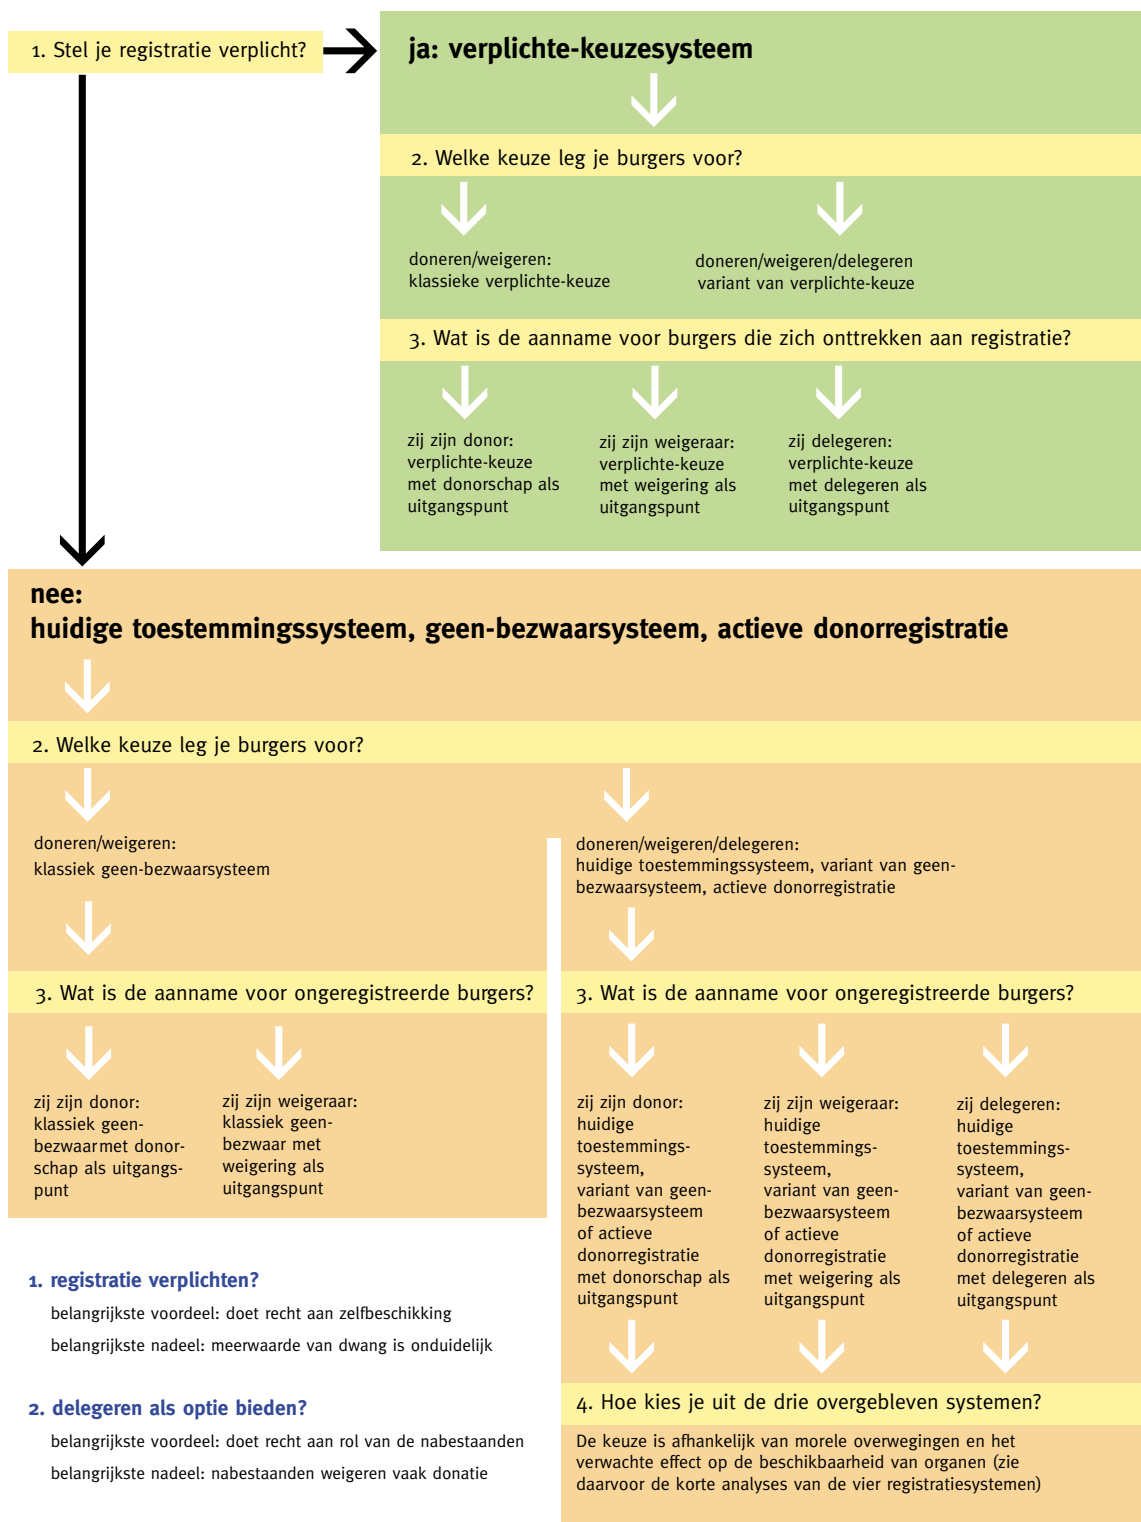 1. Stel je registratie verplicht?
ja: verplichte-keuzesysteem
2. Welke keuze leg je burgers voor?
doneren/weigeren:
klassieke verplichte-keuze
doneren/weigeren/delegeren
variant van verplichte-keuze
3. Wat is de aanname voor burgers die zich onttrekken aan registratie?
zij zijn donor:
verplichte-keuze
met donorschap als
uitgangspunt
zij zijn weigeraar:
verplichte-keuze
met weigering als
uitgangspunt
zij delegeren:
verplichte-keuze
met delegeren als
uitgangspunt
nee:
huidige toestemmingssysteem, geen-bezwaarsysteem, actieve donorregistratie
2. Welke keuze leg je burgers voor?
doneren/weigeren:
klassiek geen-bezwaarsysteem
doneren/weigeren/delegeren:
huidige toestemmingssysteem, variant van geen-
bezwaarsysteem, actieve donorregistratie
3. Wat is de aanname voor ongeregistreerde burgers?
zij zijn donor:
klassiek geen-
bezwaarmet donor-
schap als uitgangs-
punt
zij zijn weigeraar:
klassiek geen-
bezwaar met
weigering als
uitgangspunt
3. Wat is de aanname voor ongeregistreerde burgers?
zij zijn donor:
huidige
toestemmings-
systeem,
variant van geen-
bezwaarsysteem
of actieve
donorregistratie
met donorschap als
uitgangspunt
zij zijn weigeraar:
huidige
toestemmings-
systeem,
variant van geen-
bezwaarsysteem
of actieve
donorregistratie
met weigering als
uitgangspunt
zij delegeren:
huidige
toestemmings-
systeem,
variant van geen-
bezwaarsysteem
of actieve
donorregistratie
met delegeren als
uitgangspunt
4. Hoe kies je uit de drie overgebleven systemen?
De keuze is afhankelijk van morele overwegingen en het
verwachte effect op de beschikbaarheid van organen (zie
daarvoor de korte analyses van de vier registratiesystemen)
1. registratie verplichten?
belangrijkste voordeel: doet recht aan zelfbeschikking
belangrijkste nadeel: meerwaarde van dwang is onduidelijk
2. delegeren als optie bieden?
belangrijkste voordeel: doet recht aan rol van de nabestaanden
belangrijkste nadeel: nabestaanden weigeren vaak donatie